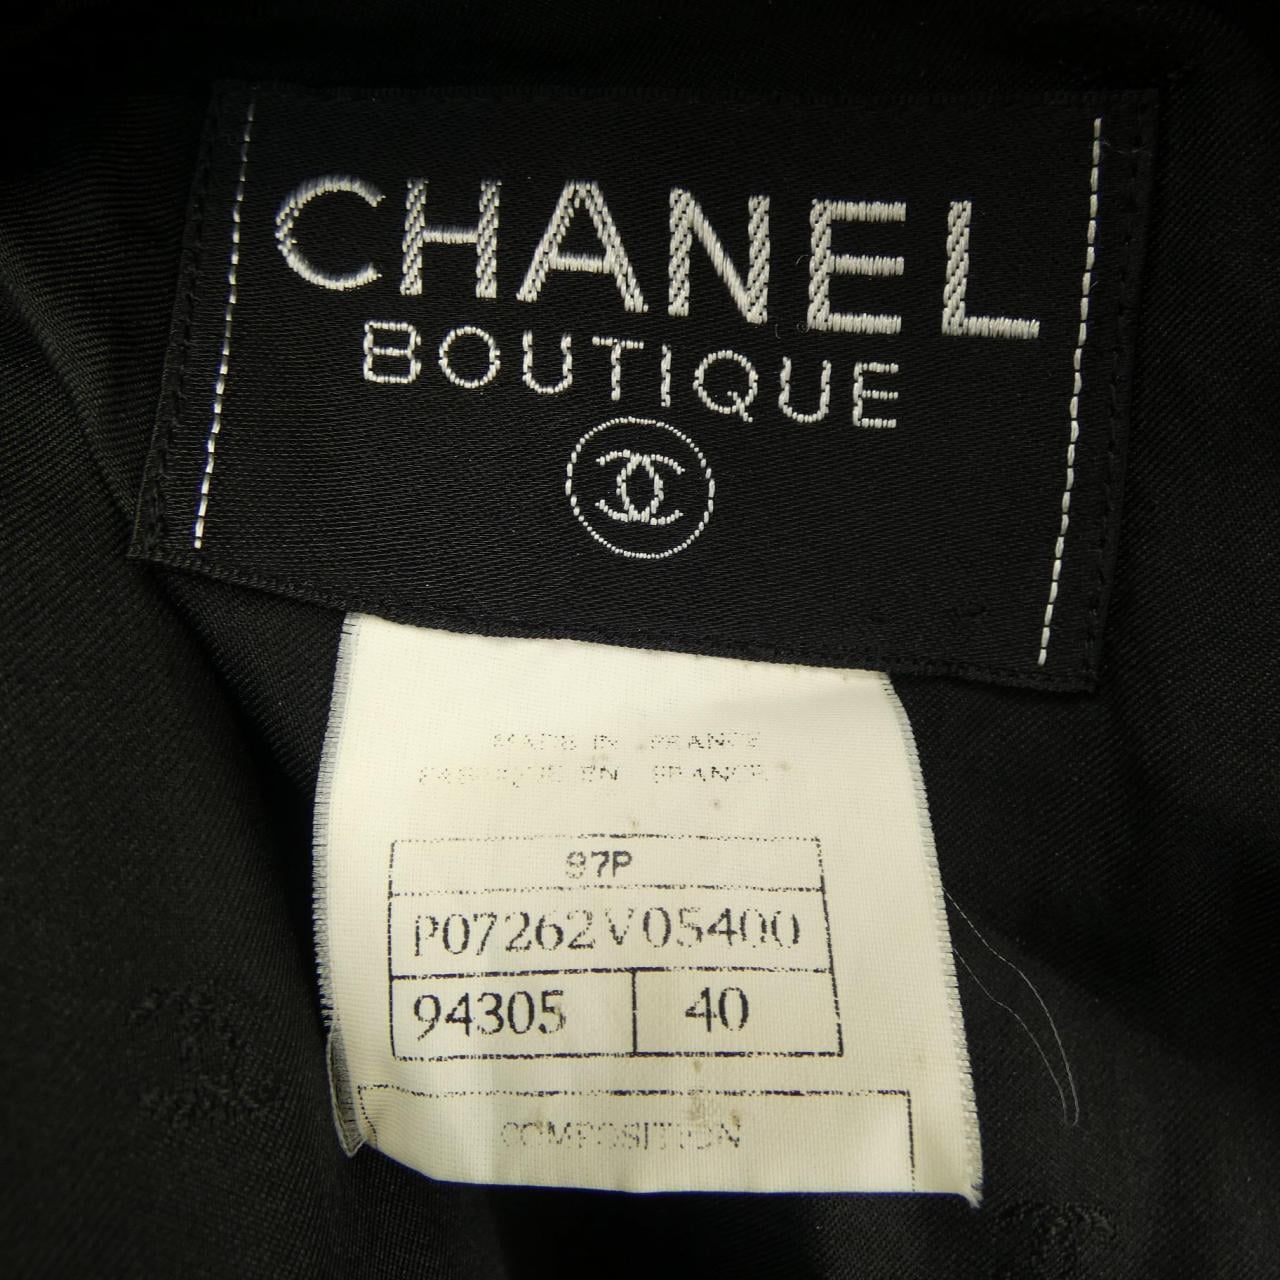 CHANEL
BOUTIQUE
MADE IN FRANCE
FABRIQUE EN FRANCE
97P
P07262V05400
94305 40
COMPOSITION